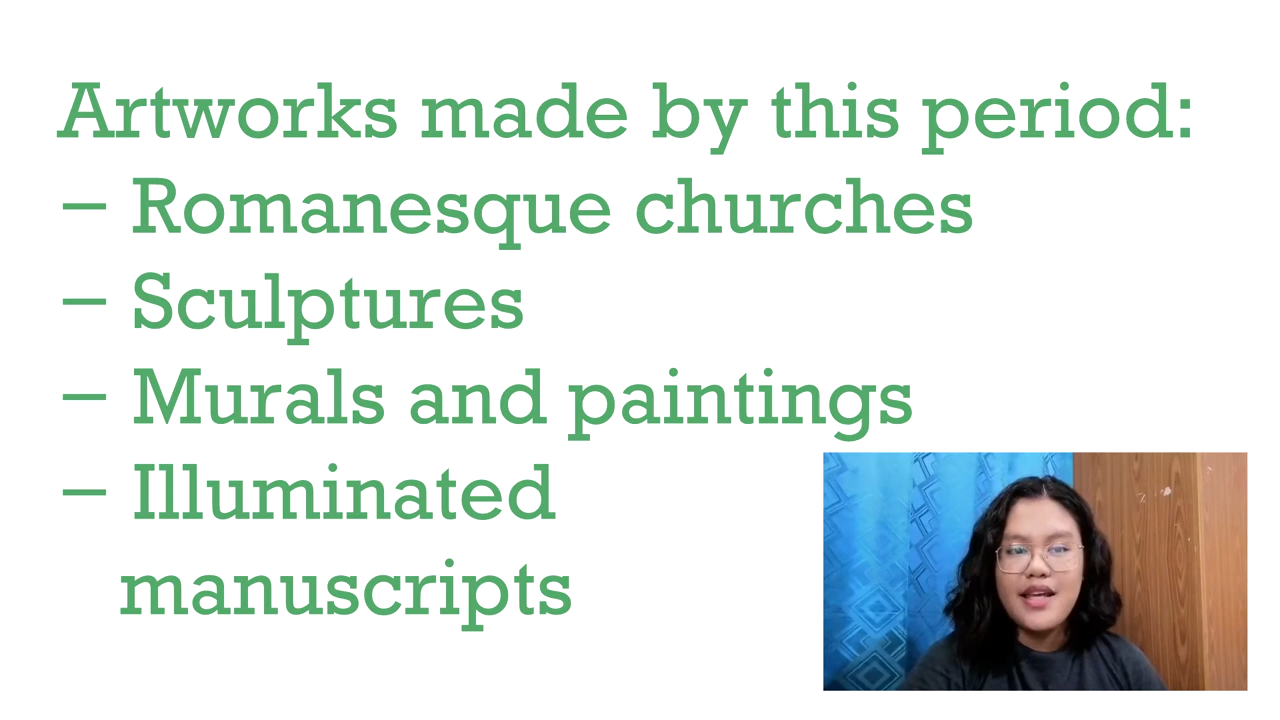 Artworks made by this period:
– Romanesque churches
– Sculptures
– Murals and paintings
– Illuminated
manuscripts